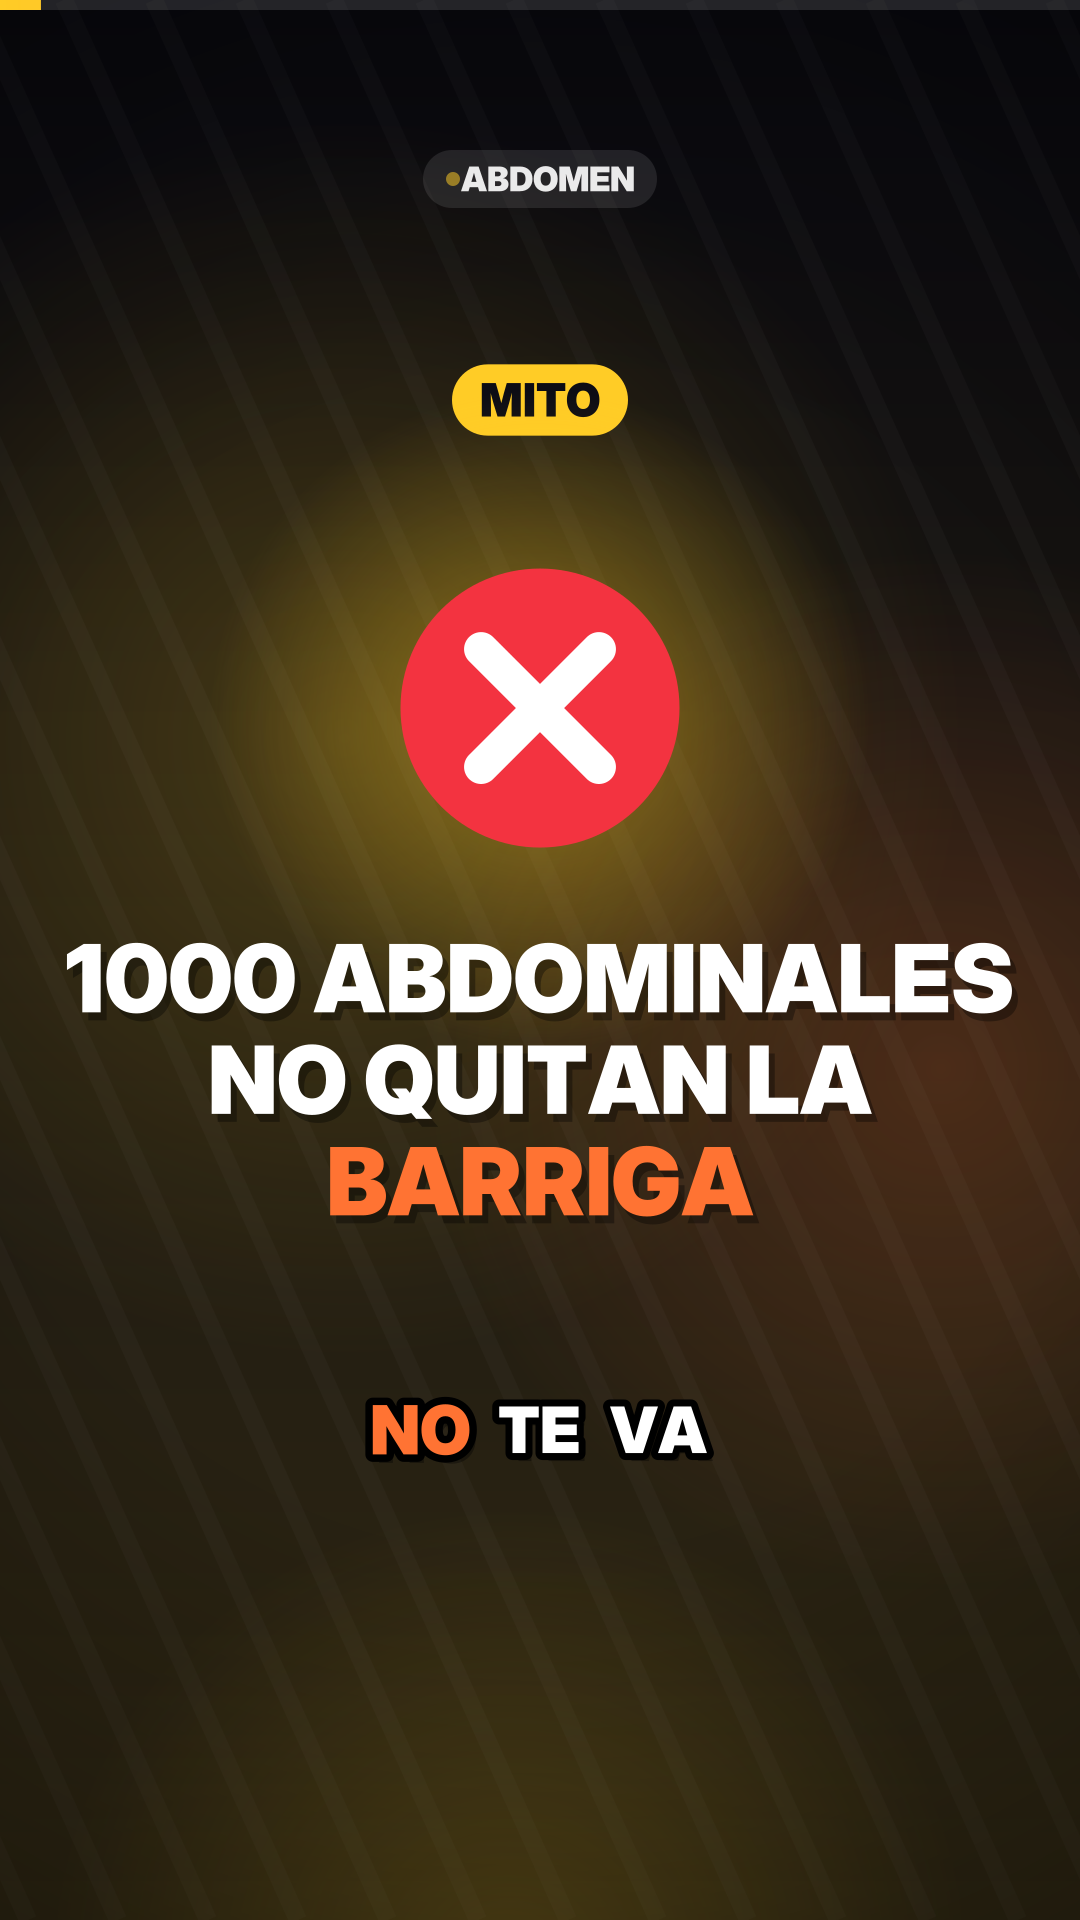 ABDOMEN
MITO
1000 ABDOMINALES
NO QUITAN LA
BARRIGA
NO TE VA